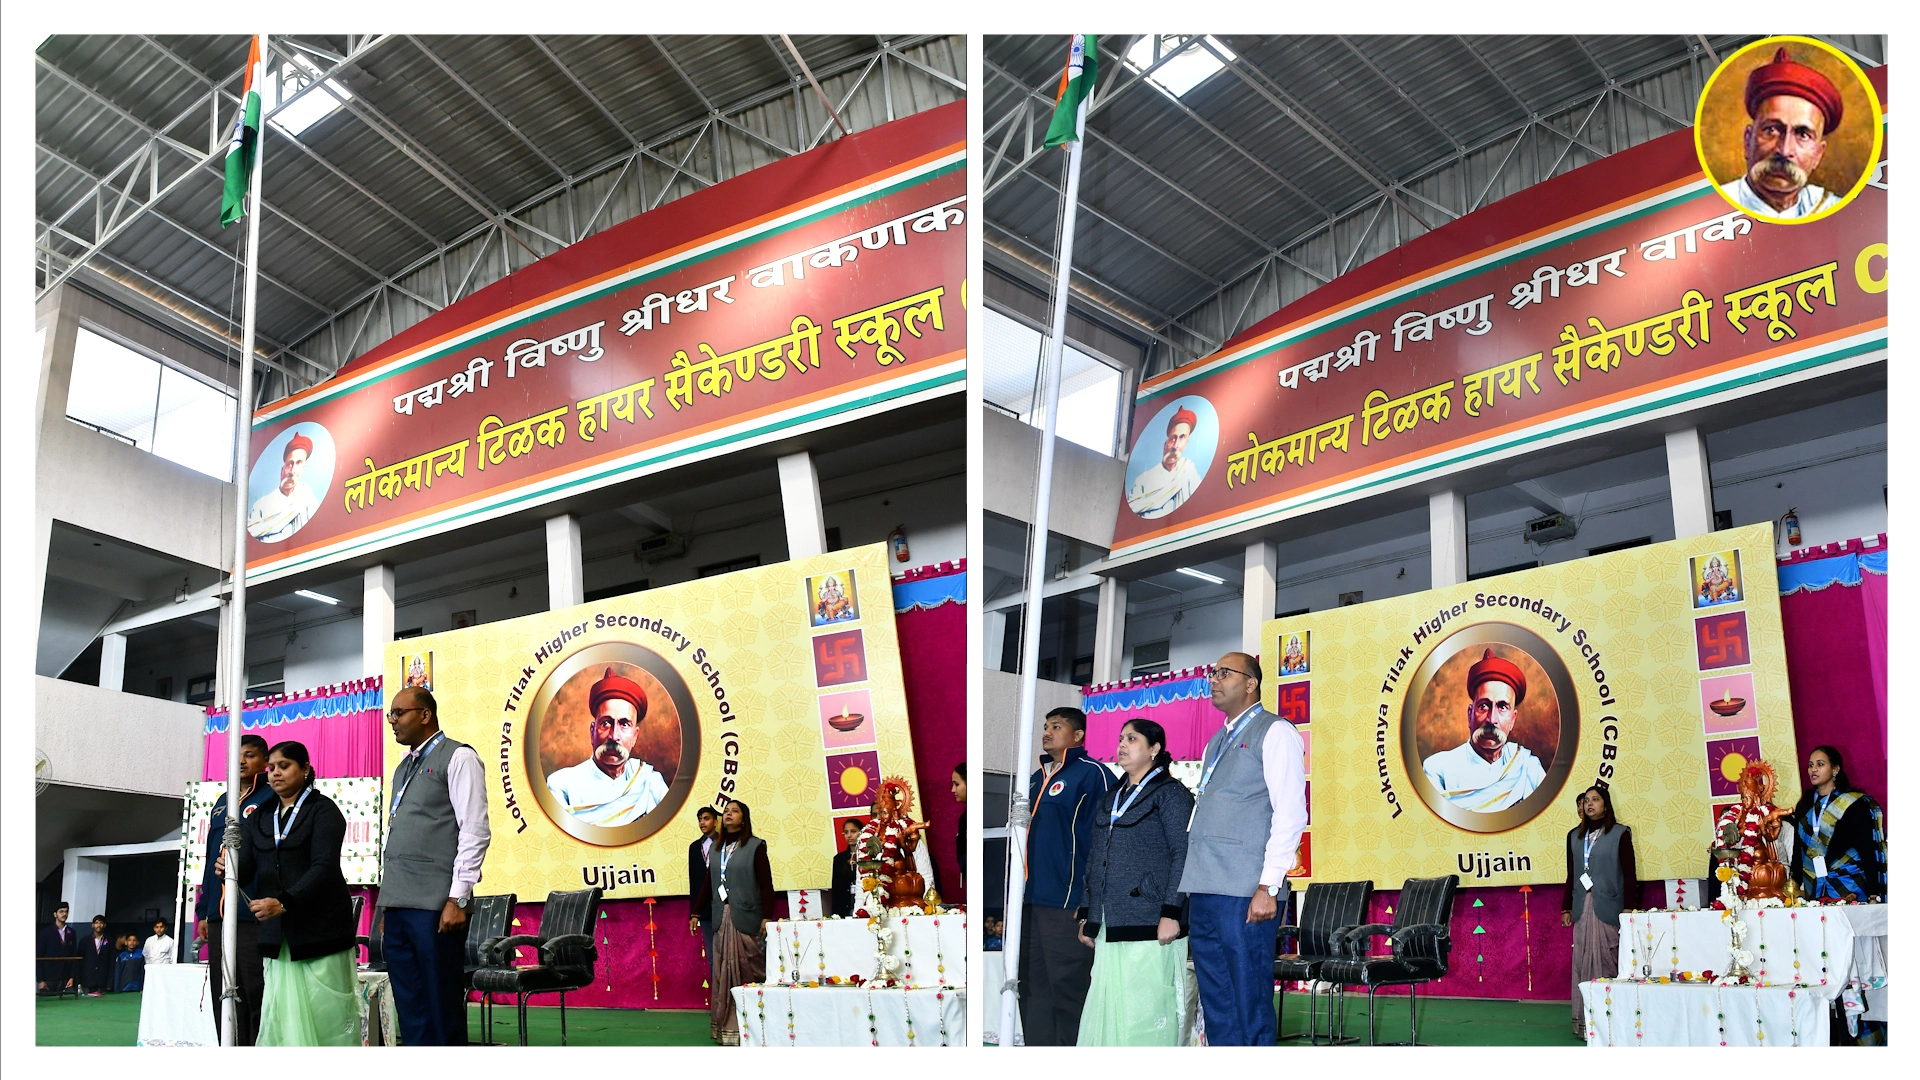 पद्मश्री विष्णु श्रीधर वाकणक
लोकमान्य टिळक हायर सैकेण्डरी स्कूल
Lokmanya Tilak Higher Secondary School (CBSE
Ujjain
पद्मश्री विष्णु श्रीधर वाक
लोकमान्य टिळक हायर सैकेण्डरी स्कूल C
Lokmanya Tilak Higher Secondary School (CBSE
Ujjain